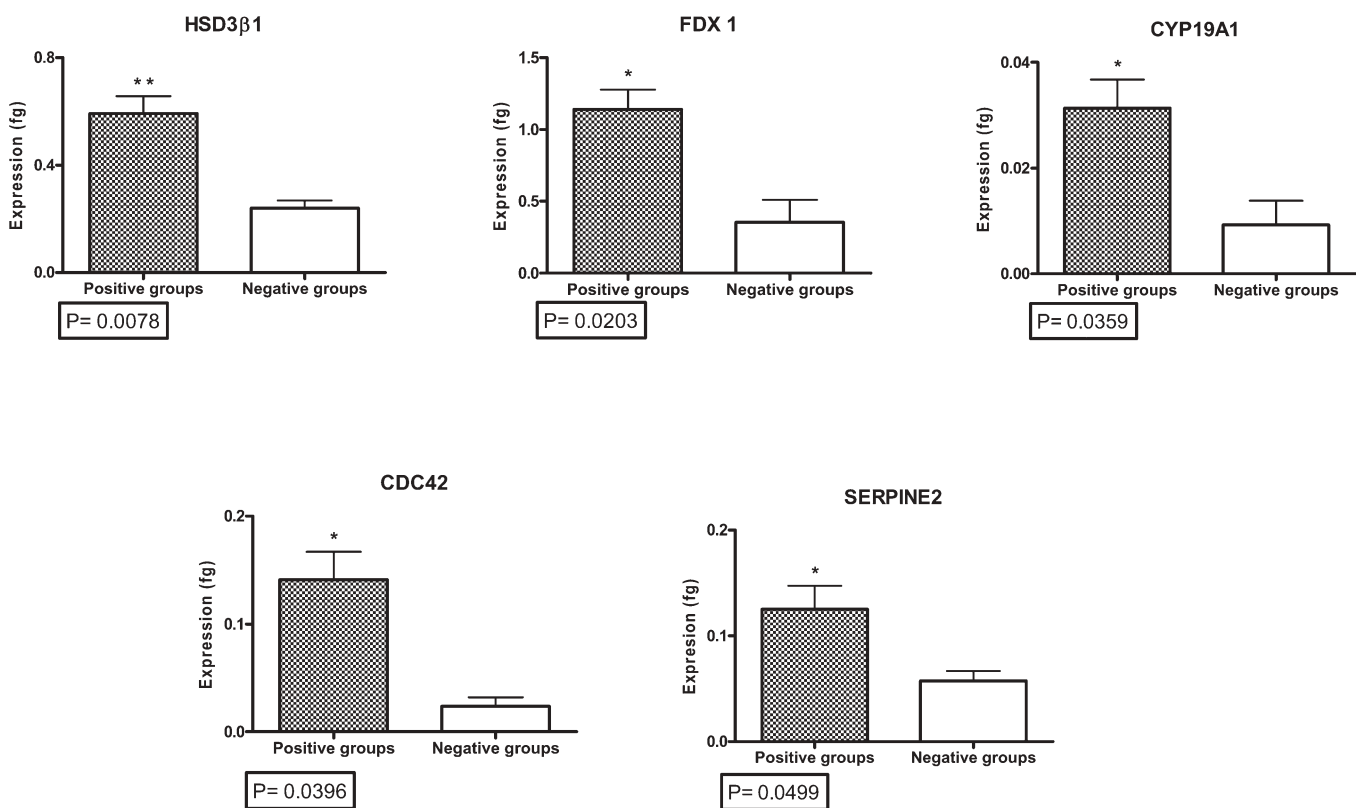 HSD3β1
Expression (fg)
0.8
0.4
0.0
**
Positive groups
Negative groups
P= 0.0078
FDX 1
Expression (fg)
1.5
1.0
0.5
0.0
*
Positive groups
Negative groups
P= 0.0203
CYP19A1
Expression (fg)
0.04
0.02
0.00
*
Positive groups
Negative groups
P= 0.0359
CDC42
Expression (fg)
0.2
0.1
0.0
*
Positive groups
Negative groups
P= 0.0396
SERPINE2
Expresion (fg)
0.2
0.1
0.0
*
Positive groups
Negative groups
P= 0.0499